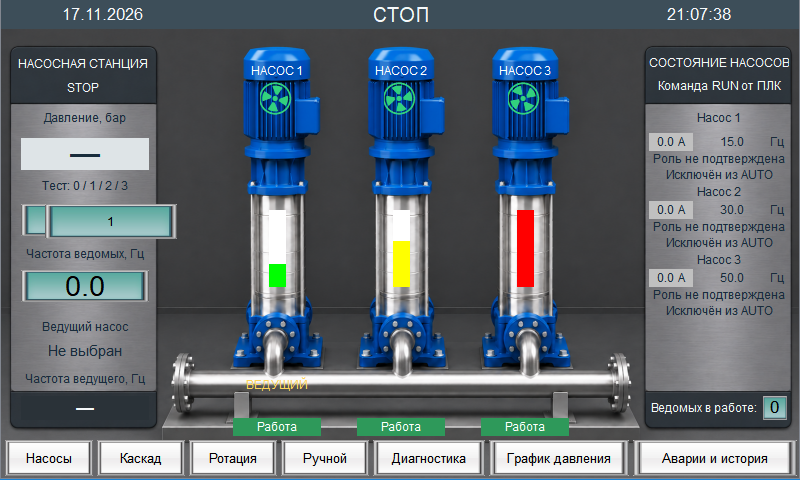 17.11.2026
СТОП
21:07:38
НАСОСНАЯ СТАНЦИЯ
STOP
Давление, бар
—
Тест: 0 / 1 / 2 / 3
1
Частота ведомых, Гц
0.0
Ведущий насос
Не выбран
Частота ведущего, Гц
—
НАСОС 1
НАСОС 2
НАСОС 3
ВЕДУЩИЙ
Работа
Работа
Работа
СОСТОЯНИЕ НАСОСОВ
Команда RUN от ПЛК
Насос 1
0.0 A 15.0 Гц
Роль не подтверждена
Исключён из AUTO
Насос 2
0.0 A 30.0 Гц
Роль не подтверждена
Исключён из AUTO
Насос 3
0.0 A 50.0 Гц
Роль не подтверждена
Исключён из AUTO
Ведомых в работе: 0
Насосы
Каскад
Ротация
Ручной
Диагностика
График давления
Аварии и история